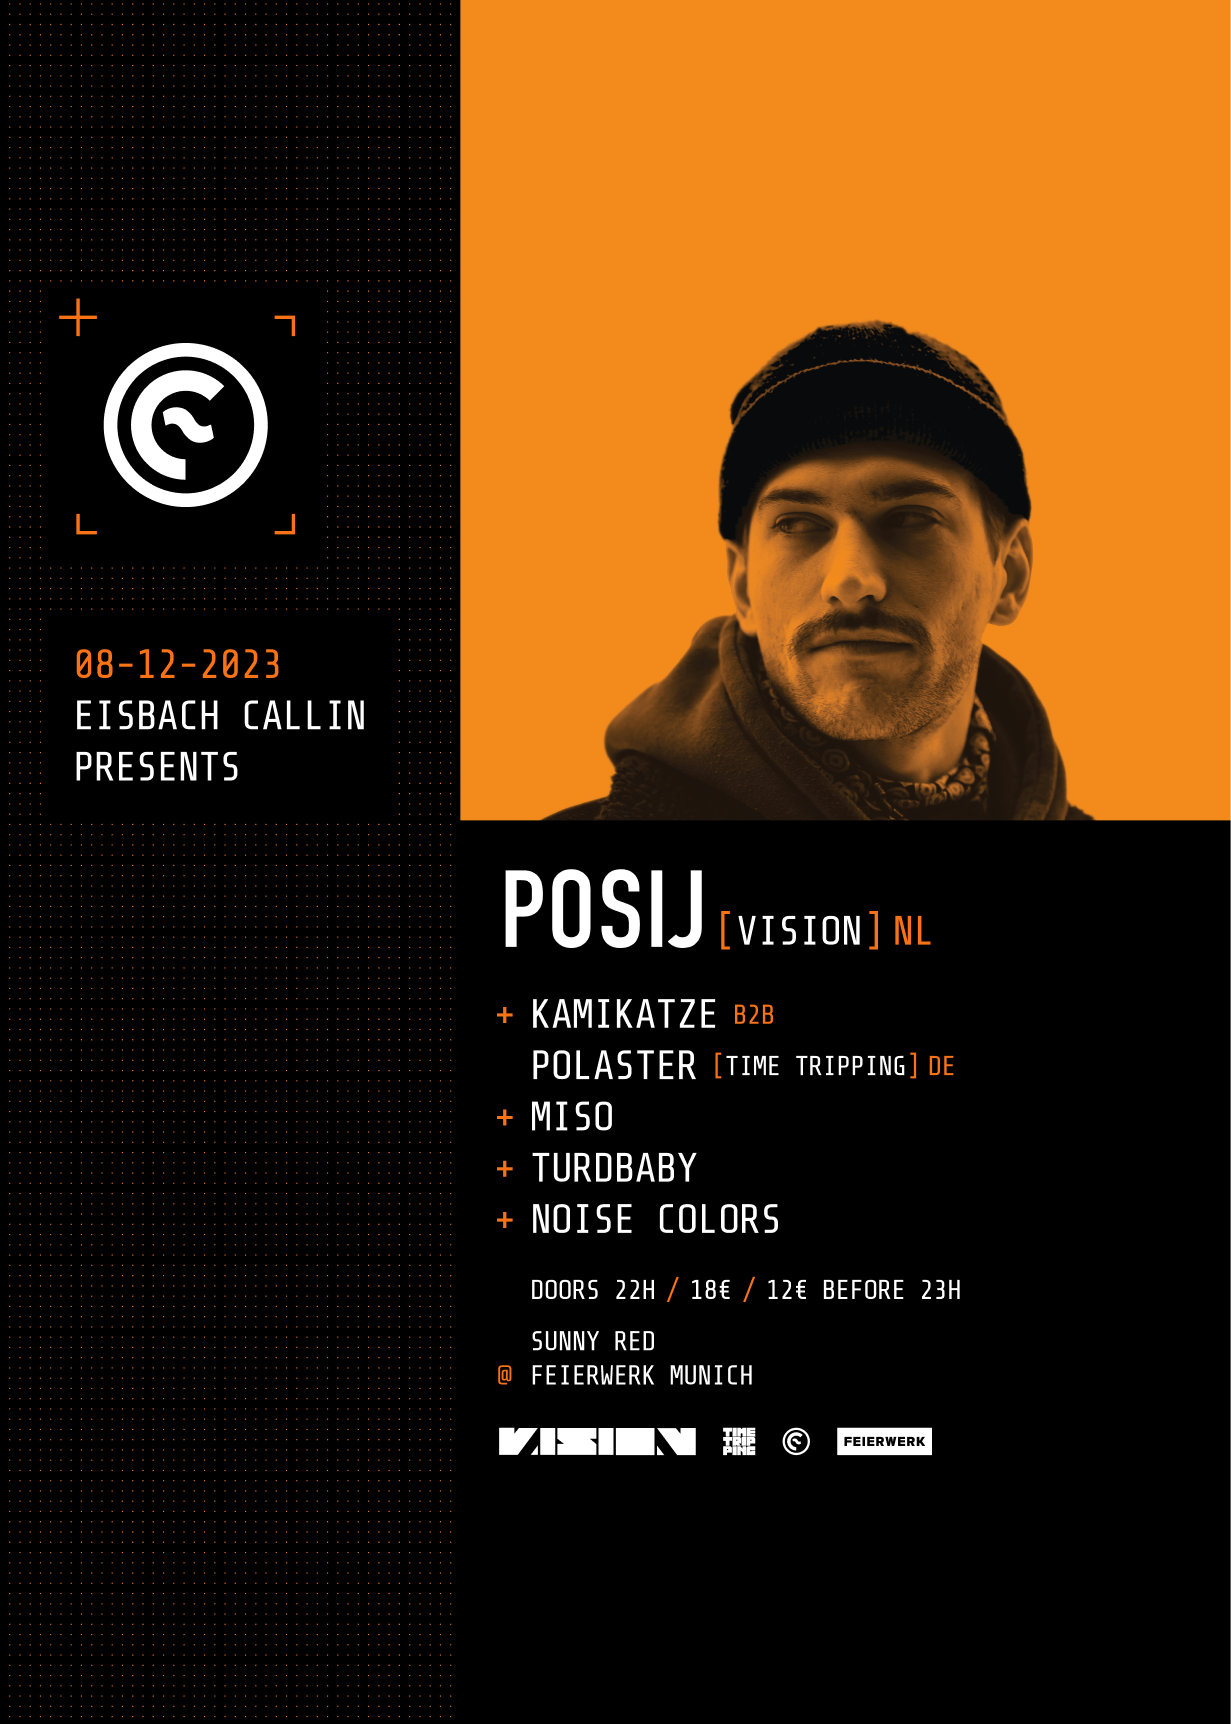 08-12-2023
EISBACH CALLIN
PRESENTS
POSIJ [VISION] NL
+ KAMIKATZE B2B
POLASTER [TIME TRIPPING] DE
+ MISO
+ TURDBABY
+ NOISE COLORS
DOORS 22H / 18€ / 12€ BEFORE 23H
SUNNY RED
@ FEIERWERK MUNICH
VISION TIME TRIPPING FEIERWERK